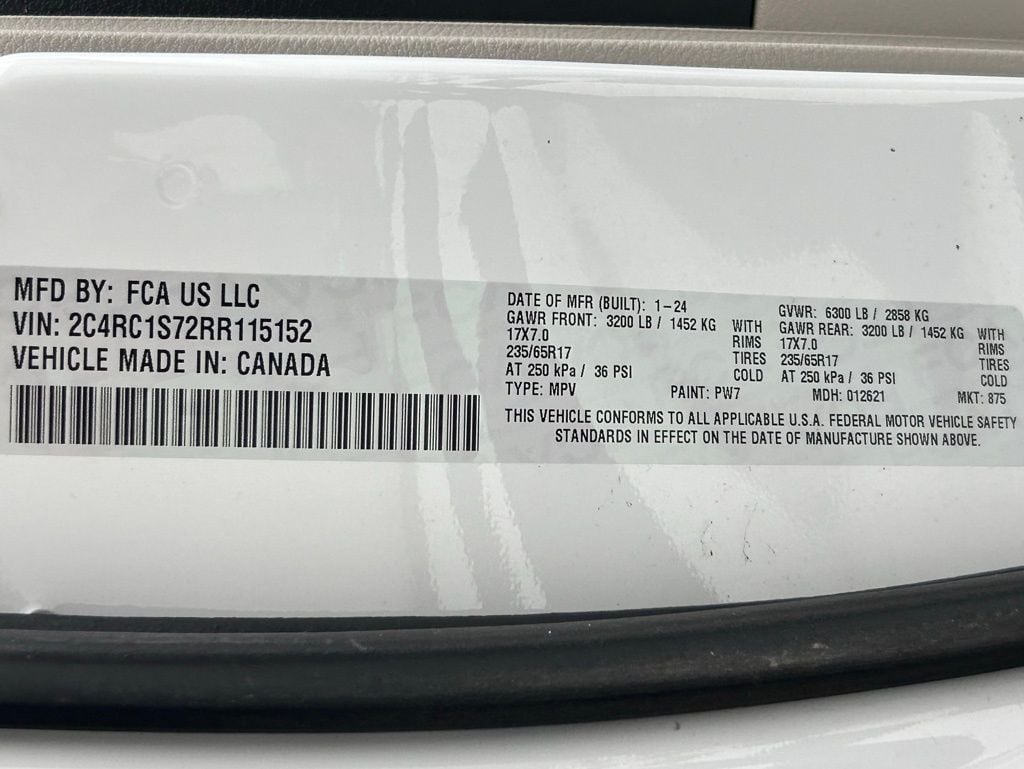 MFD BY: FCA US LLC
VIN: 2C4RC1S72RR115152
VEHICLE MADE IN: CANADA
DATE OF MFR (BUILT): 1-24
GAWR FRONT: 3200 LB / 1452 KG WITH
17X7.0 RIMS
235/65R17 TIRES
AT 250 kPa / 36 PSI COLD
TYPE: MPV PAINT: PW7
GVWR: 6300 LB / 2858 KG
GAWR REAR: 3200 LB / 1452 KG WITH
17X7.0 RIMS
235/65R17 TIRES
AT 250 kPa / 36 PSI COLD
MDH: 012621 MKT: 875
THIS VEHICLE CONFORMS TO ALL APPLICABLE U.S.A. FEDERAL MOTOR VEHICLE SAFETY
STANDARDS IN EFFECT ON THE DATE OF MANUFACTURE SHOWN ABOVE.